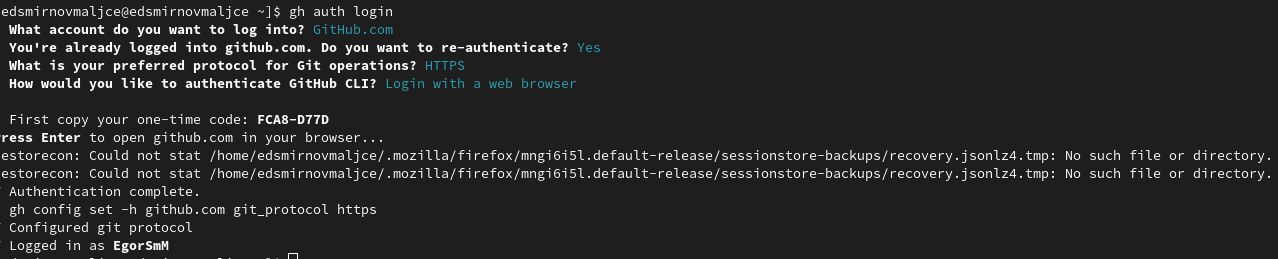 edsmirnovmaljce@edsmirnovmaljce ~]$ gh auth login
What account do you want to log into? GitHub.com
You're already logged into github.com. Do you want to re-authenticate? Yes
What is your preferred protocol for Git operations? HTTPS
How would you like to authenticate GitHub CLI? Login with a web browser
First copy your one-time code: FCA8-D77D
ress Enter to open github.com in your browser...
estorecon: Could not stat /home/edsmirnovmaljce/.mozilla/firefox/mngi6i5l.default-release/sessionstore-backups/recovery.jsonlz4.tmp: No such file or directory.
estorecon: Could not stat /home/edsmirnovmaljce/.mozilla/firefox/mngi6i5l.default-release/sessionstore-backups/recovery.jsonlz4.tmp: No such file or directory.
Authentication complete.
gh config set -h github.com git_protocol https
Configured git protocol
Logged in as EgorSmM